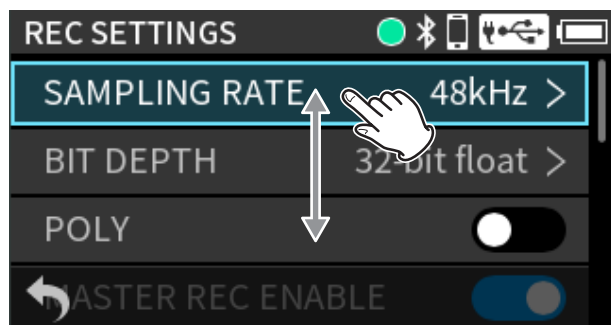 REC SETTINGS
SAMPLING RATE 48kHz >
BIT DEPTH 32-bit float >
POLY
MASTER REC ENABLE